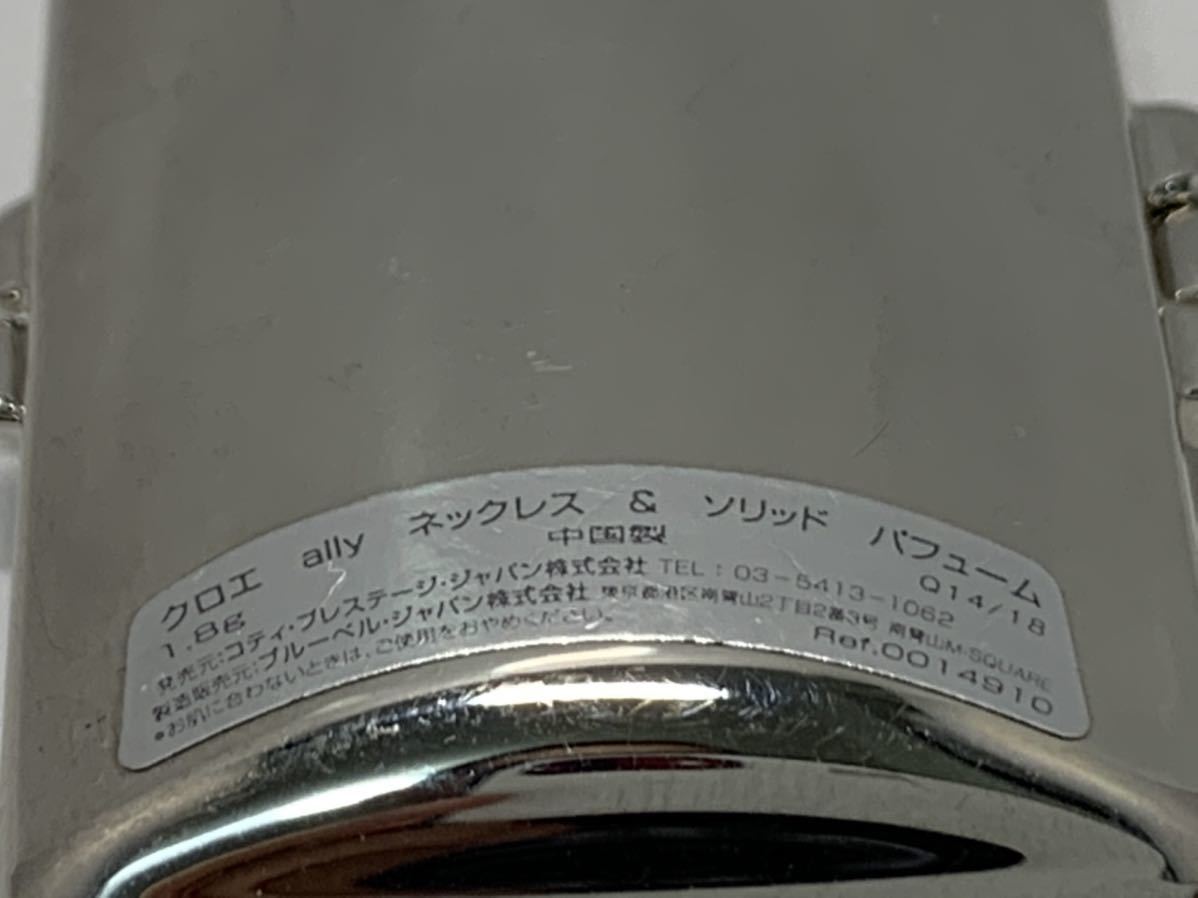 クロエ ally ネックレス & ソリッド パフューム
1.8g 中国製 Q14/18
発売元:コティ・プレステージ・ジャパン株式会社 TEL:03-5413-1062
製造販売元:ブルーベル・ジャパン株式会社 東京都港区南青山2丁目2番3号 南青山M-SQUARE
*お肌に合わないときは、ご使用をおやめください。 Ref.0014910